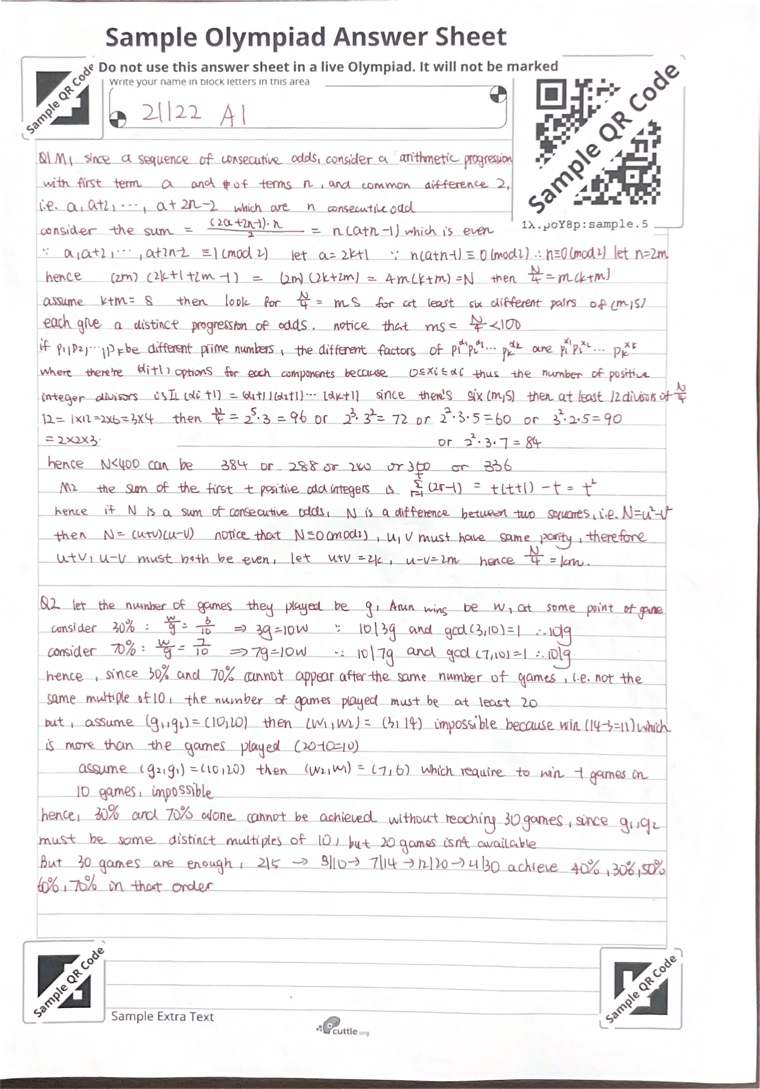 Sample Olympiad Answer Sheet
Do not use this answer sheet in a live Olympiad. It will not be marked
Write your name in block letters in this area
Sample QR Code
21122 A1
Sample QR Code
1λ.poY8p:sample.5
Q1 M1 since a sequence of consecutive odds, consider a arithmetic progression
with first term a and # of terms n, and common difference 2,
i.e. a, a+2, ..., a+2n-2 which are n consecutive odd
consider the sum = (2a+2n-2)·n / 2 = n(a+n-1) which is even
∵ a, a+2, ..., a+2n-2 ≡ 1(mod 2) let a=2k+1 ∵ n(a+n-1) ≡ 0(mod 2) ∴ n≡0(mod 2) let n=2m
hence (2m)(2k+1+2m-1) = (2m)(2k+2m) = 4m(k+m) = N then N/4 = m(k+m)
assume k+m= S then look for N/4 = mS for at least six different pairs of (m,S)
each give a distinct progression of odds. notice that ms= N/4 <100
if p1,p2,...,pk be different prime numbers, the different factors of p1^α1 p2^α2 ... pk^αk are p1^x1 p2^x2 ... pk^xk
where there're (αi+1) options for each components because 0≤xi≤αi thus the number of positive
integer divisors is Π (αi+1) = (α1+1)(α2+1)...(αk+1) since there's six (m,S) then at least 12 divisors of N/4
12= 1×12=2×6=3×4 then N/4 = 2^5·3 = 96 or 2^3·3^2= 72 or 2^2·3·5=60 or 3^2·2·5=90
=2×2×3 or 2^2·3·7=84
hence N<400 can be 384 or 288 or 240 or 360 or 336
M2 the sum of the first t positive odd integers is Σ(2r-1) = t(t+1) - t = t^2
hence if N is a sum of consecutive odds, N is a difference between two squares, i.e. N=u^2-v^2
then N= (u+v)(u-v) notice that N≡0(mod 2), u,v must have same parity, therefore
u+v, u-v must both be even, let u+v =2k, u-v=2m hence N/4 =km.
Q2 let the number of games they played be g, Arun wins be w, at some point of game
consider 30% : w/g = 3/10 ⇒ 3g=10w ∵ 10|3g and gcd(3,10)=1 ∴ 10|g
consider 70% : w/g = 7/10 ⇒ 7g=10w ∵ 10|7g and gcd(7,10)=1 ∴ 10|g
hence, since 30% and 70% cannot appear after the same number of games, i.e. not the
same multiple of 10, the number of games played must be at least 20
but, assume (g1,g2) = (10,20) then (w1,w2) = (3,14) impossible because win (14-3=11) which
is more than the games played (20-10=10)
assume (g2,g1) = (10,20) then (w2,w1) = (7,6) which require to win -1 games in
10 games, impossible
hence, 30% and 70% alone cannot be achieved without reaching 30 games, since g1,g2
must be some distinct multiples of 10, but 20 games isn't available
But 30 games are enough, 2/5 → 3/10 → 7/14 → 12/20 → 21/30 achieve 40%, 30%, 50%
60%, 70% in that order
Sample QR Code
Sample Extra Text
cuttle.org
Sample QR Code